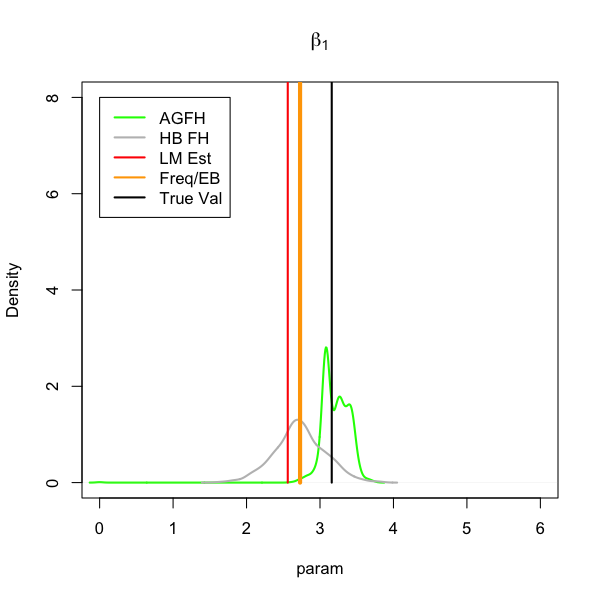 β1
AGFH
HB FH
LM Est
Freq/EB
True Val
Density
8
6
4
2
0
0 1 2 3 4 5 6
param